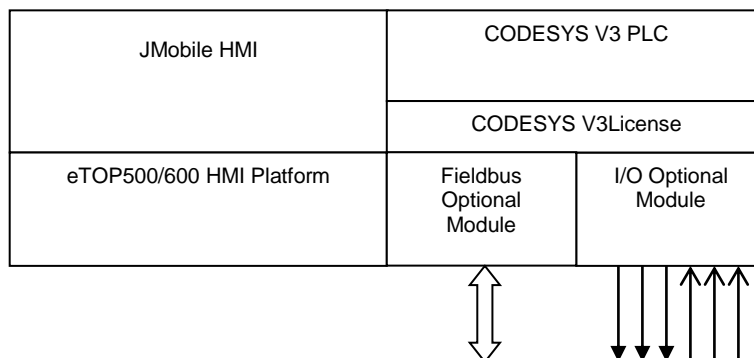 JMobile HMI
CODESYS V3 PLC
CODESYS V3License
eTOP500/600 HMI Platform
Fieldbus
Optional
Module
I/O Optional
Module